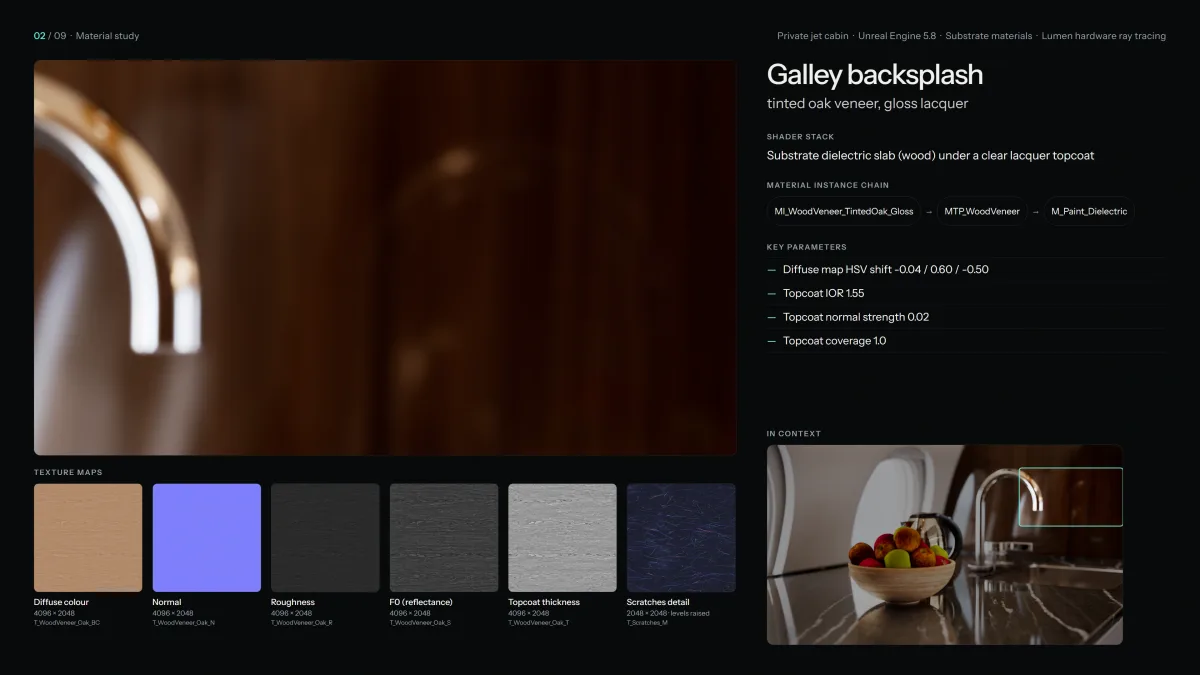 02 / 09 · Material study
Private jet cabin · Unreal Engine 5.8 · Substrate materials · Lumen hardware ray tracing
Galley backsplash
tinted oak veneer, gloss lacquer
SHADER STACK
Substrate dielectric slab (wood) under a clear lacquer topcoat
MATERIAL INSTANCE CHAIN
MI_WoodVeneer_TintedOak_Gloss → MTP_WoodVeneer → M_Paint_Dielectric
KEY PARAMETERS
— Diffuse map HSV shift -0.04 / 0.60 / -0.50
— Topcoat IOR 1.55
— Topcoat normal strength 0.02
— Topcoat coverage 1.0
IN CONTEXT
TEXTURE MAPS
Diffuse colour
4096 × 2048
T_WoodVeneer_Oak_BC
Normal
4096 × 2048
T_WoodVeneer_Oak_N
Roughness
4096 × 2048
T_WoodVeneer_Oak_R
F0 (reflectance)
4096 × 2048
T_WoodVeneer_Oak_S
Topcoat thickness
4096 × 2048
T_WoodVeneer_Oak_T
Scratches detail
2048 × 2048 · levels raised
T_Scratches_M